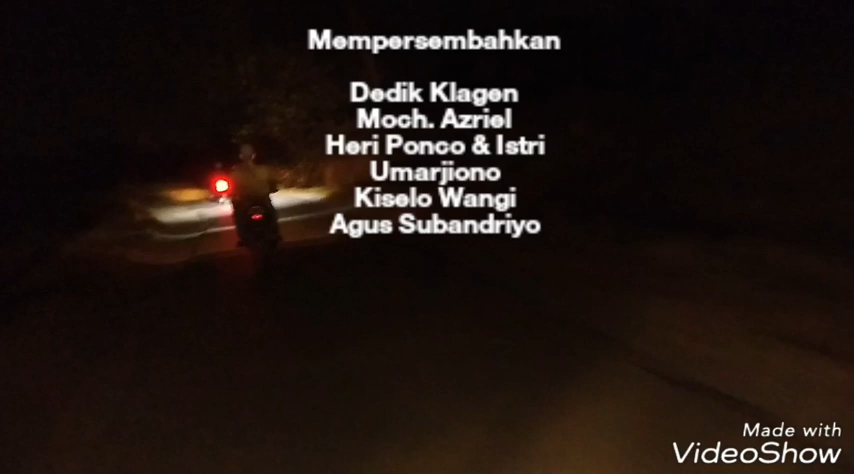 Mempersembahkan
Dedik Klagen
Moch. Azriel
Heri Ponco & Istri
Umarjiono
Kiselo Wangi
Agus Subandriyo
Made with
VideoShow